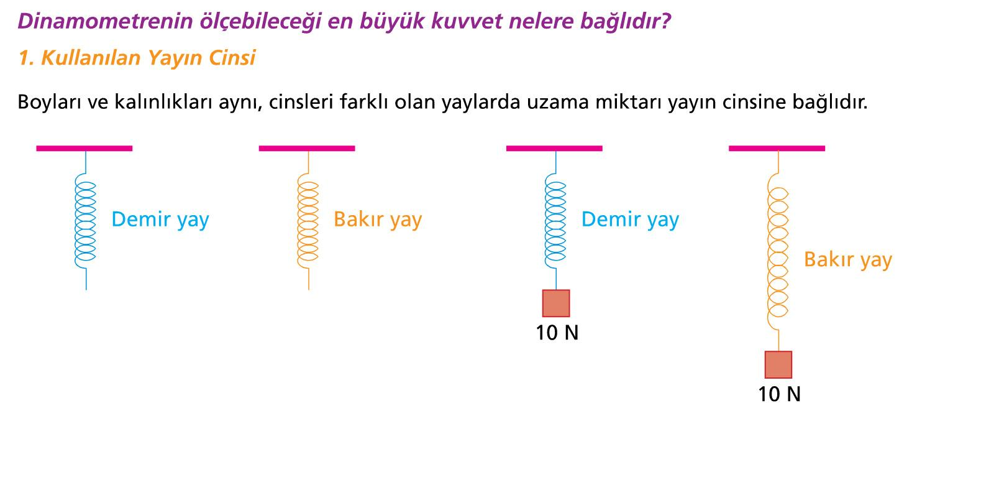 Dinamometrenin ölçebileceği en büyük kuvvet nelere bağlıdır?
1. Kullanılan Yayın Cinsi
Boyları ve kalınlıkları aynı, cinsleri farklı olan yaylarda uzama miktarı yayın cinsine bağlıdır.
Demir yay
Bakır yay
Demir yay
Bakır yay
10 N
10 N